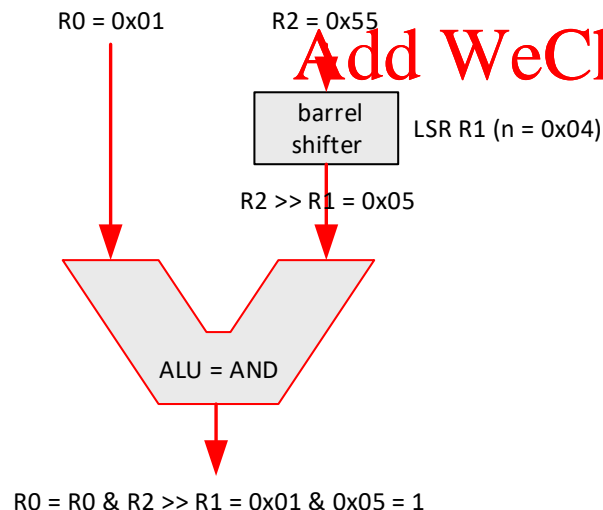 R0 = 0x01
R2 = 0x55
Add
barrel
shifter
LSR R1 (n = 0x04)
R2 >> R1 = 0x05
ALU = AND
R0 = R0 & R2 >> R1 = 0x01 & 0x05 = 1